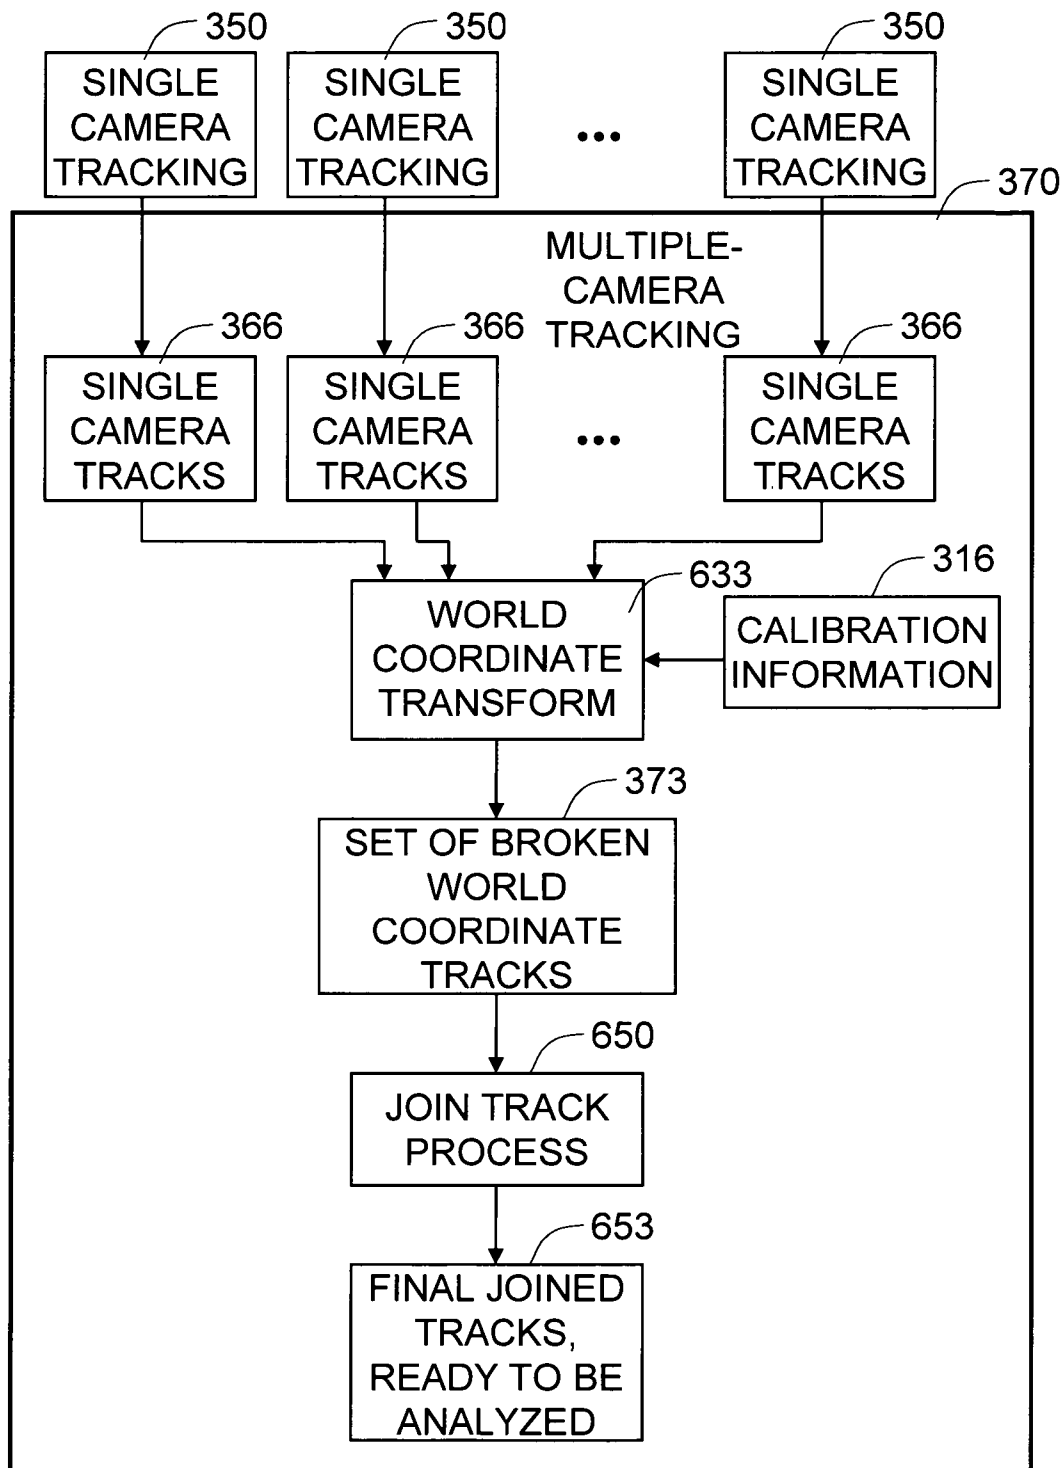 350
350
350
SINGLE
CAMERA
TRACKING
SINGLE
CAMERA
TRACKING
...
SINGLE
CAMERA
TRACKING
370
MULTIPLE-
CAMERA
TRACKING
366
366
366
SINGLE
CAMERA
TRACKS
SINGLE
CAMERA
TRACKS
...
SINGLE
CAMERA
TRACKS
633
316
WORLD
COORDINATE
TRANSFORM
CALIBRATION
INFORMATION
373
SET OF BROKEN
WORLD
COORDINATE
TRACKS
650
JOIN TRACK
PROCESS
653
FINAL JOINED
TRACKS,
READY TO BE
ANALYZED